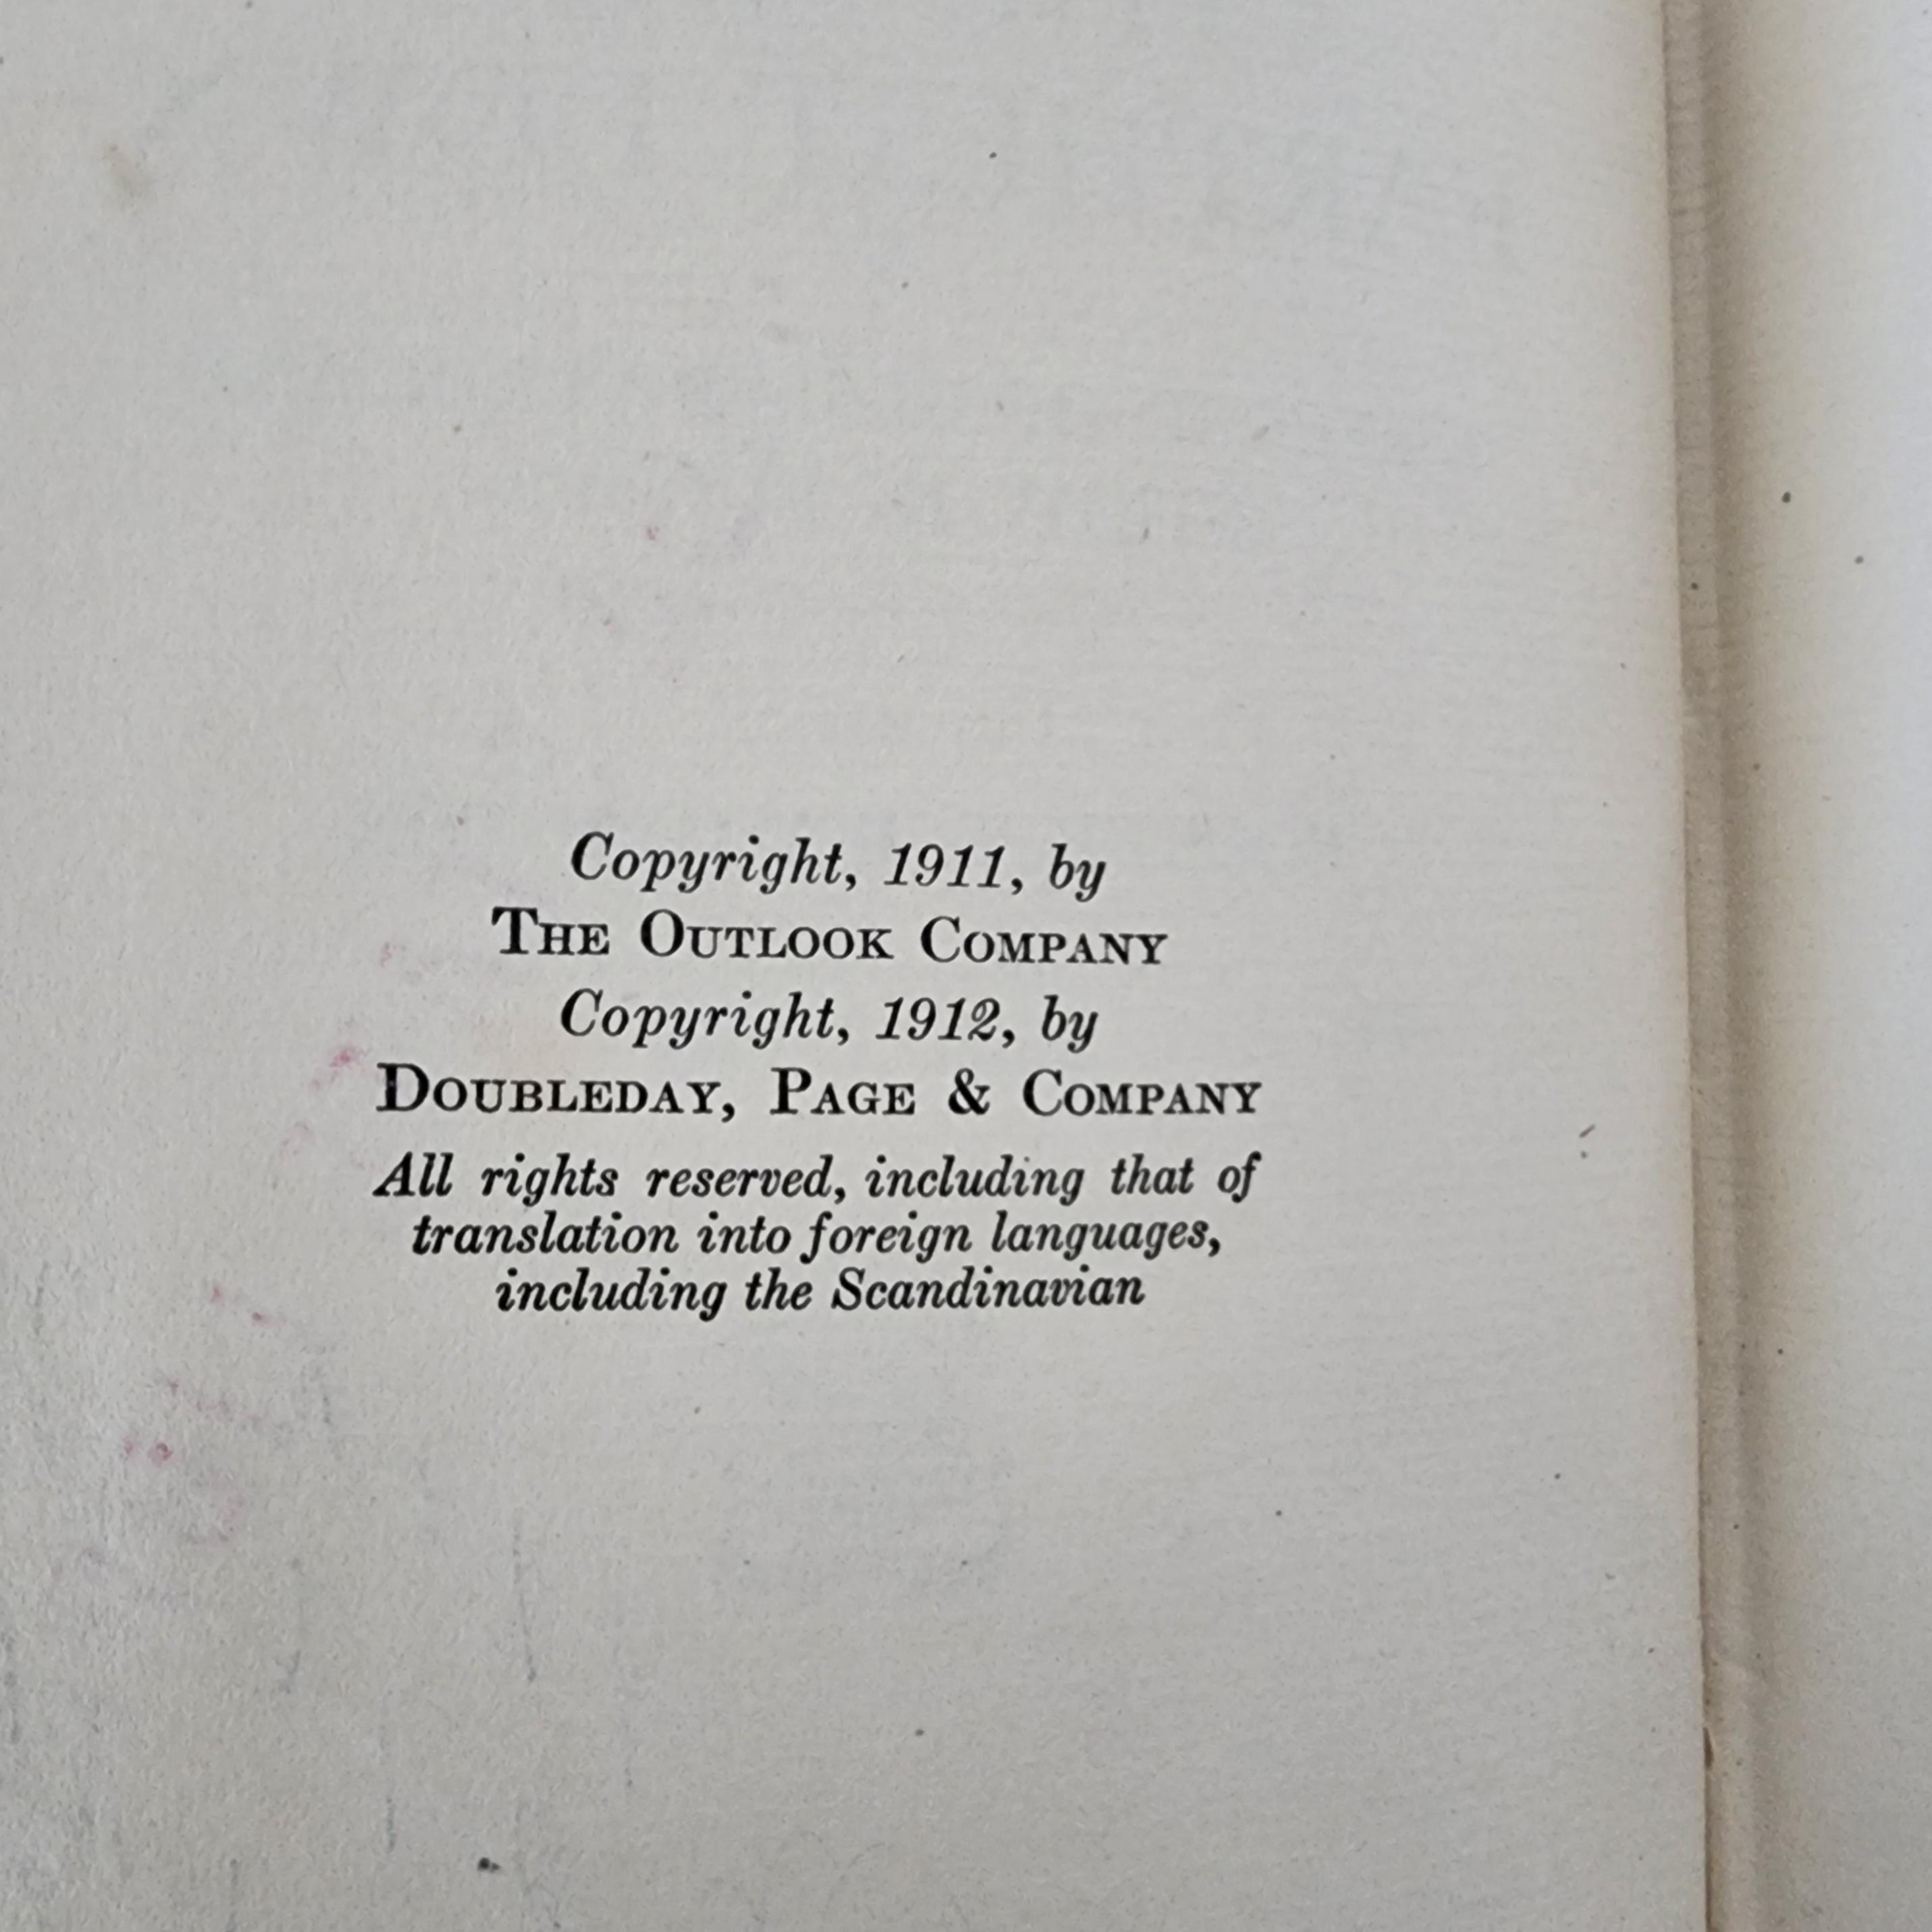 Copyright, 1911, by
THE OUTLOOK COMPANY
Copyright, 1912, by
DOUBLEDAY, PAGE & COMPANY
All rights reserved, including that of
translation into foreign languages,
including the Scandinavian